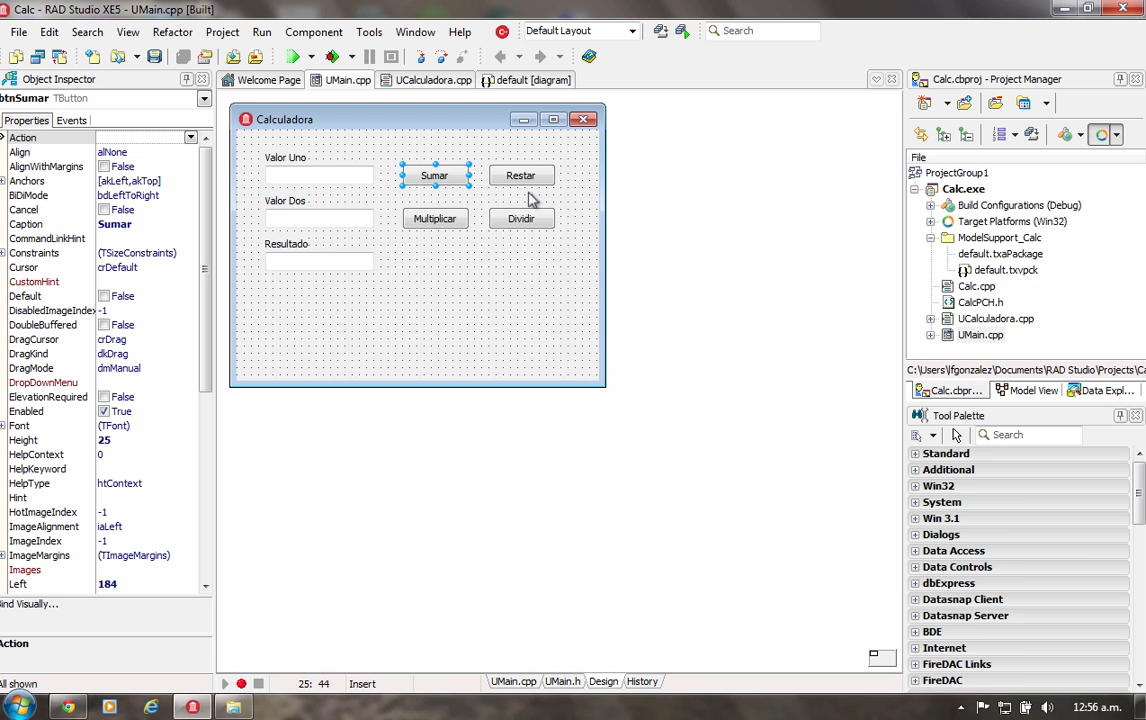 Calc - RAD Studio XE5 - UMain.cpp [Built]
File Edit Search View Refactor Project Run Component Tools Window Help
Default Layout
Search
Object Inspector
btnSumar TButton
Properties Events
Action
Align alNone
AlignWithMargins False
Anchors [akLeft,akTop]
BiDiMode bdLeftToRight
Cancel False
Caption Sumar
CommandLinkHint
Constraints (TSizeConstraints)
Cursor crDefault
CustomHint
Default False
DisabledImageIndex -1
DoubleBuffered False
DragCursor crDrag
DragKind dkDrag
DragMode dmManual
DropDownMenu
ElevationRequired False
Enabled True
Font (TFont)
Height 25
HelpContext 0
HelpKeyword
HelpType htContext
Hint
HotImageIndex -1
ImageAlignment iaLeft
ImageIndex -1
ImageMargins (TImageMargins)
Images
Left 184
Bind Visually...
Action
All shown
Welcome Page UMain.cpp UCalculadora.cpp default [diagram]
Calculadora
Valor Uno
Sumar Restar
Valor Dos
Multiplicar Dividir
Resultado
25: 44 Insert
UMain.cpp UMain.h Design History
Calc.cbproj - Project Manager
File
ProjectGroup1
Calc.exe
Build Configurations (Debug)
Target Platforms (Win32)
ModelSupport_Calc
default.txaPackage
default.txvpck
Calc.cpp
CalcPCH.h
UCalculadora.cpp
UMain.cpp
C:\Users\lfgonzalez\Documents\RAD Studio\Projects\Ca
Calc.cbpr... Model View Data Expl...
Tool Palette
Search
Standard
Additional
Win32
System
Win 3.1
Dialogs
Data Access
Data Controls
dbExpress
Datasnap Client
Datasnap Server
BDE
Internet
FireDAC Links
FireDAC
12:56 a.m.